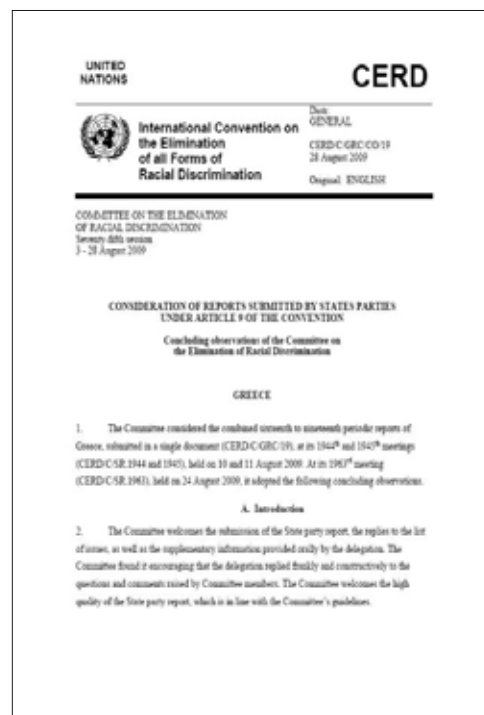 UNITED
NATIONS
CERD
International Convention on
the Elimination
of all Forms of
Racial Discrimination
Distr.
GENERAL
CERD/C/GRC/CO/19
28 August 2009
Original: ENGLISH
COMMITTEE ON THE ELIMINATION
OF RACIAL DISCRIMINATION
Seventy-fifth session
3 - 28 August 2009
CONSIDERATION OF REPORTS SUBMITTED BY STATES PARTIES
UNDER ARTICLE 9 OF THE CONVENTION
Concluding observations of the Committee on
the Elimination of Racial Discrimination
GREECE
1. The Committee considered the combined sixteenth to nineteenth periodic reports of
Greece, submitted in a single document (CERD/C/GRC/19), at its 1944th and 1945th meetings
(CERD/C/SR.1944 and 1945), held on 10 and 11 August 2009. At its 1963rd meeting
(CERD/C/SR.1963), held on 24 August 2009, it adopted the following concluding observations.
A. Introduction
2. The Committee welcomes the submission of the State party report, the replies to the list
of issues, as well as the supplementary information provided orally by the delegation. The
Committee found it encouraging that the delegation replied frankly and constructively to the
questions and comments raised by Committee members. The Committee welcomes the high
quality of the State party report, which is in line with the Committee's guidelines.